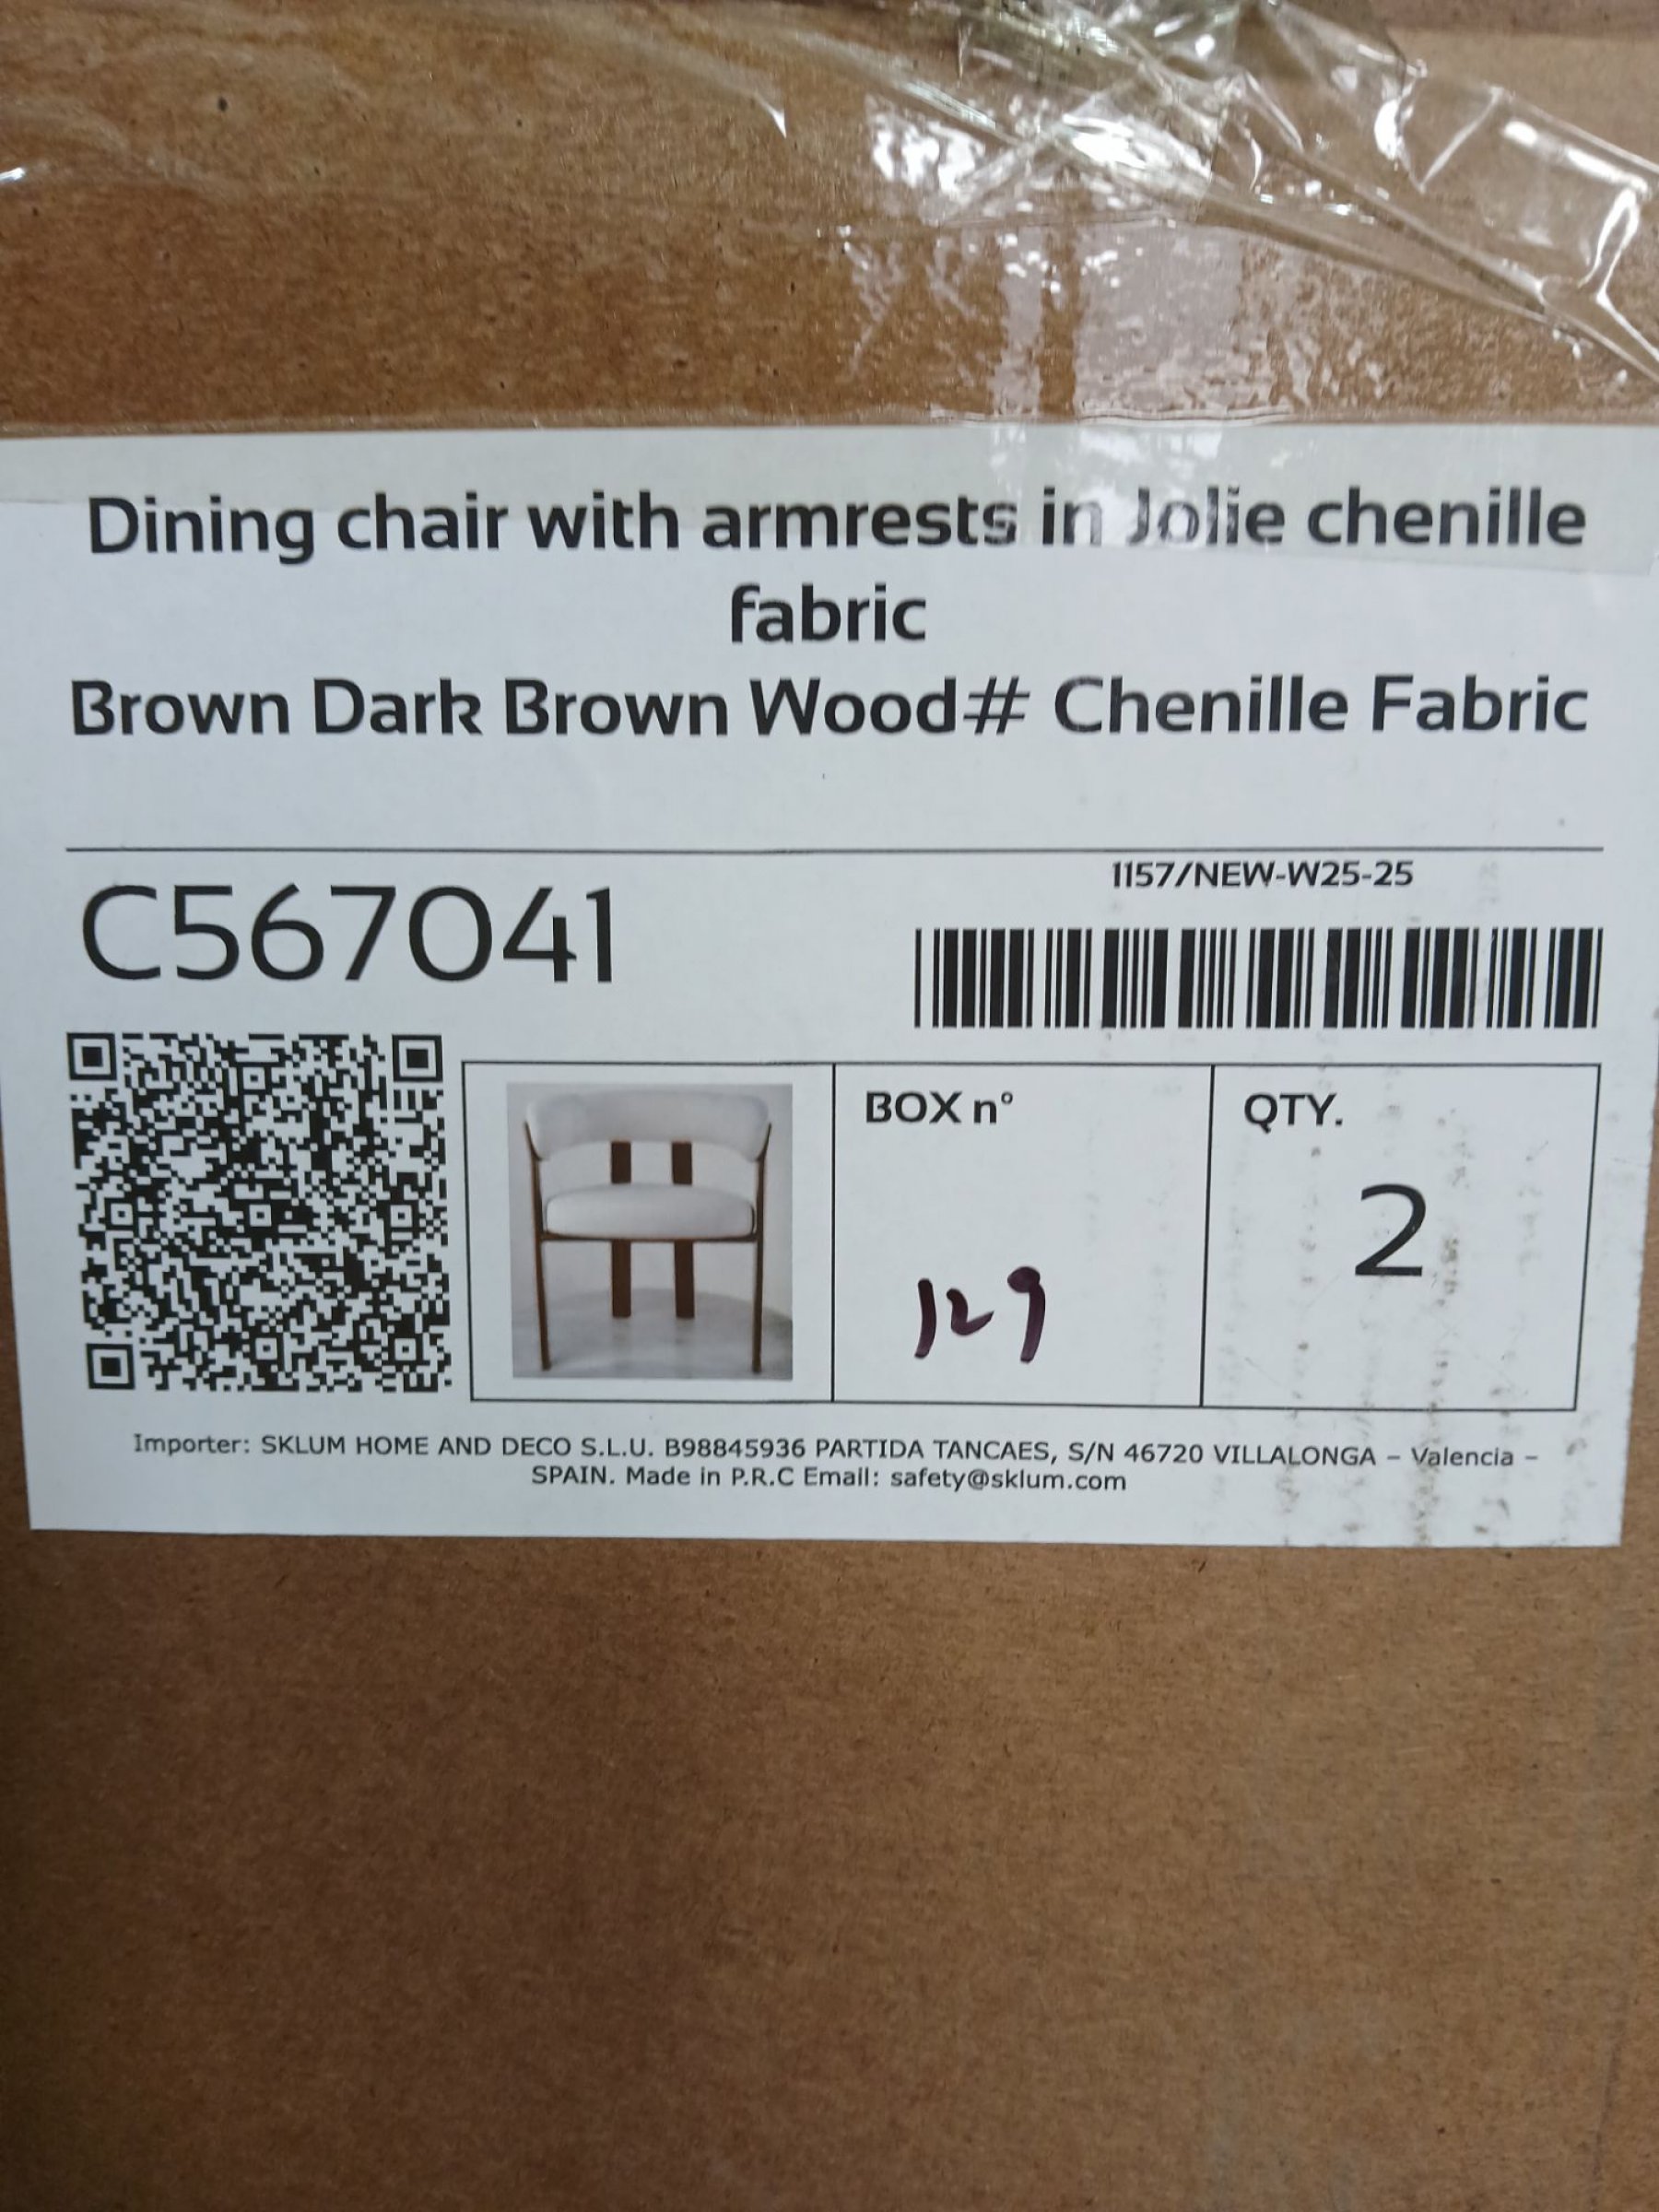 Dining chair with armrests in Jolie chenille
fabric
Brown Dark Brown Wood# Chenille Fabric
C567041
1157/NEW-W25-25
BOX n°
129
QTY.
2
Importer: SKLUM HOME AND DECO S.L.U. B98845936 PARTIDA TANCAES, S/N 46720 VILLALONGA – Valencia –
SPAIN. Made in P.R.C Email: safety@sklum.com